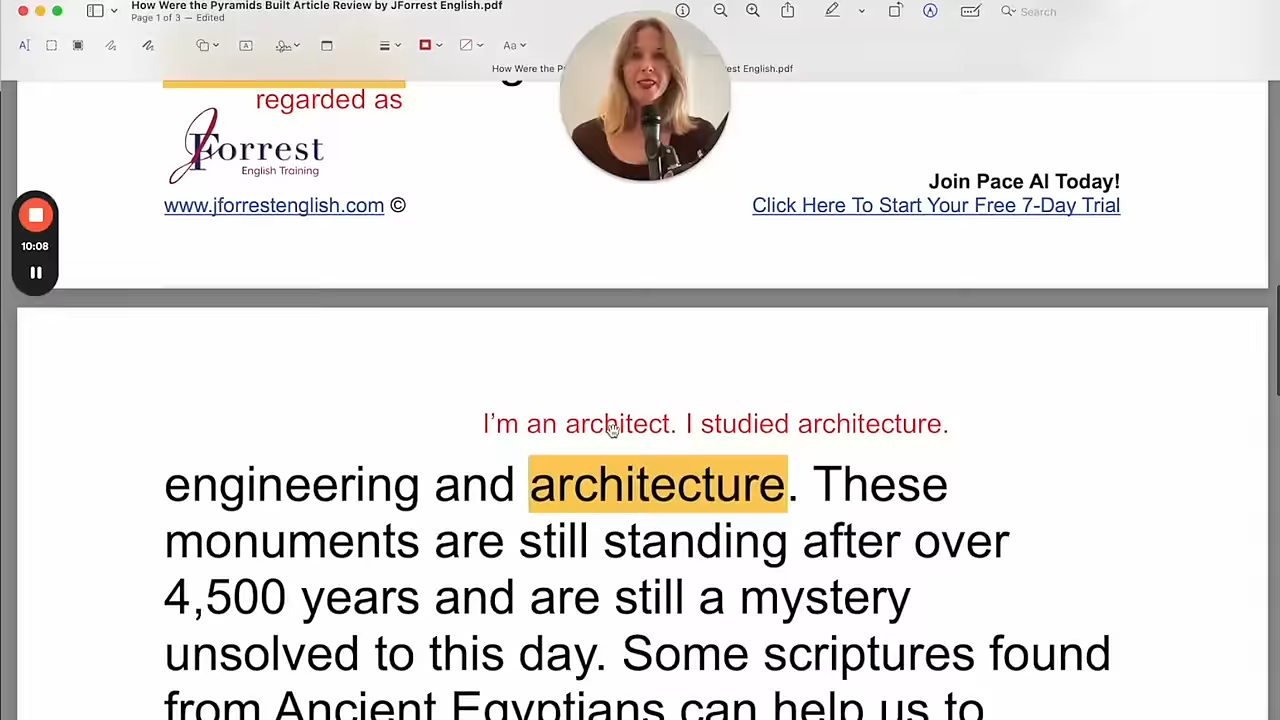 How Were the Pyramids Built Article Review by JForrest English.pdf
Page 1 of 3 — Edited
Search
Aa
How Were the
rest English.pdf
regarded as
JForrest
English Training
www.jforrestenglish.com ©
Join Pace AI Today!
Click Here To Start Your Free 7-Day Trial
10:08
I'm an architect. I studied architecture.
engineering and architecture. These
monuments are still standing after over
4,500 years and are still a mystery
unsolved to this day. Some scriptures found
from Ancient Egyptians can help us to